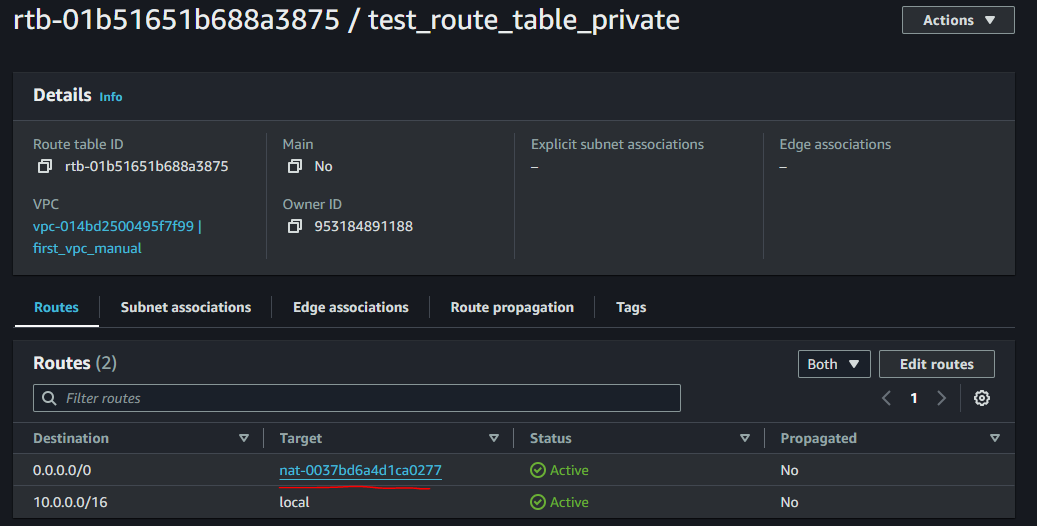 rtb-01b51651b688a3875 / test_route_table_private
Actions
Details Info
Route table ID
rtb-01b51651b688a3875
Main
No
Explicit subnet associations
–
Edge associations
–
VPC
vpc-014bd2500495f7f99 |
first_vpc_manual
Owner ID
953184891188
Routes
Subnet associations
Edge associations
Route propagation
Tags
Routes (2)
Both
Edit routes
Filter routes
1
Destination Target Status Propagated
0.0.0.0/0 nat-0037bd6a4d1ca0277 Active No
10.0.0.0/16 local Active No